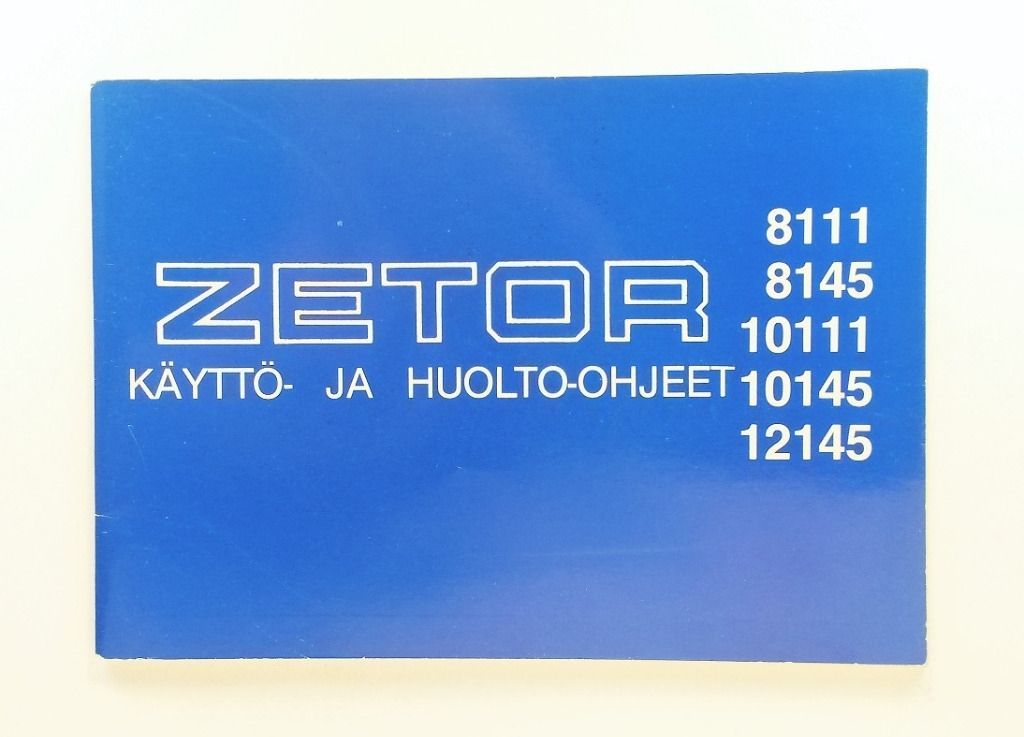 ZETOR
KÄYTTÖ- JA HUOLTO-OHJEET
8111
8145
10111
10145
12145